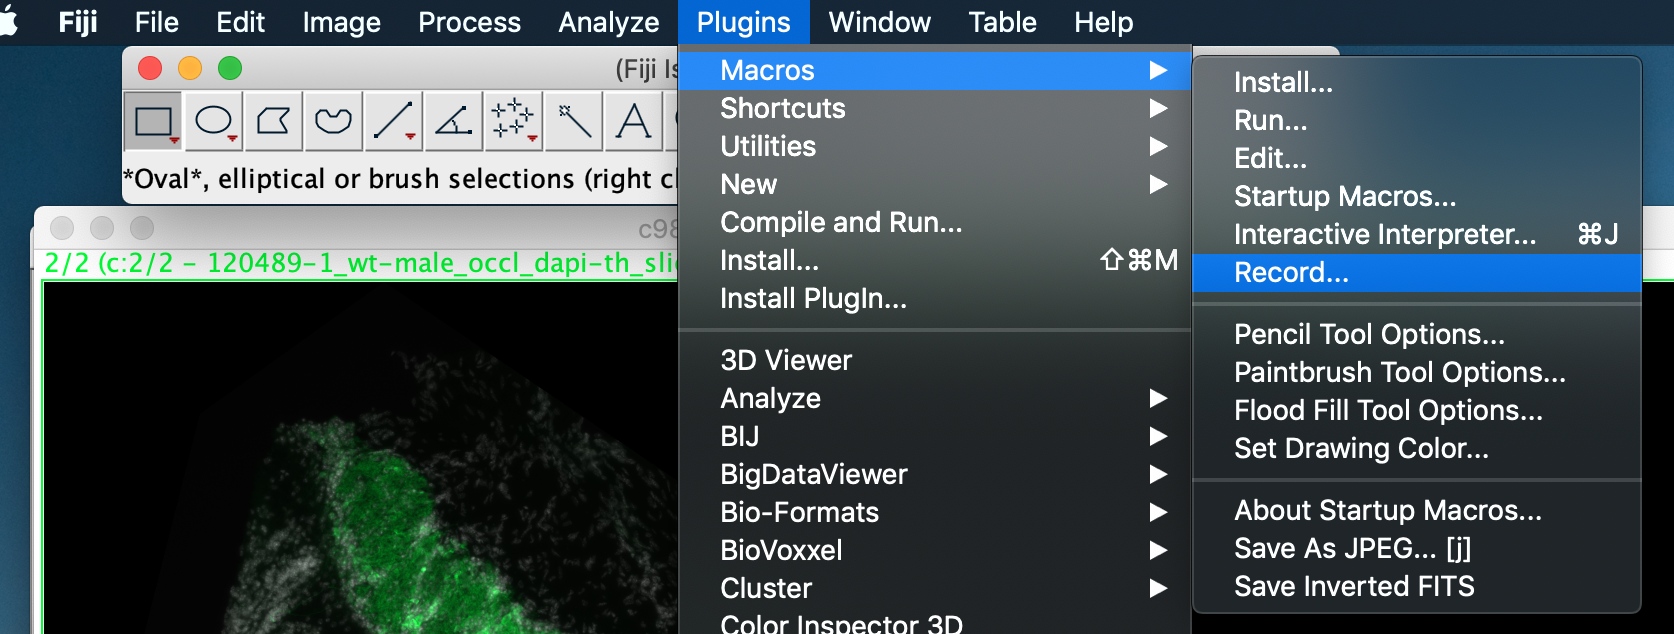 Fiji File Edit Image Process Analyze Plugins Window Table Help
(Fiji Is
*Oval*, elliptical or brush selections (right cl
c98
2/2 (c:2/2 - 120489-1_wt-male_occl_dapi-th_sli
Macros
Shortcuts
Utilities
New
Compile and Run...
Install... ⇧⌘M
Install PlugIn...
3D Viewer
Analyze
BIJ
BigDataViewer
Bio-Formats
BioVoxxel
Cluster
Color Inspector 3D
Install...
Run...
Edit...
Startup Macros...
Interactive Interpreter... ⌘J
Record...
Pencil Tool Options...
Paintbrush Tool Options...
Flood Fill Tool Options...
Set Drawing Color...
About Startup Macros...
Save As JPEG... [j]
Save Inverted FITS